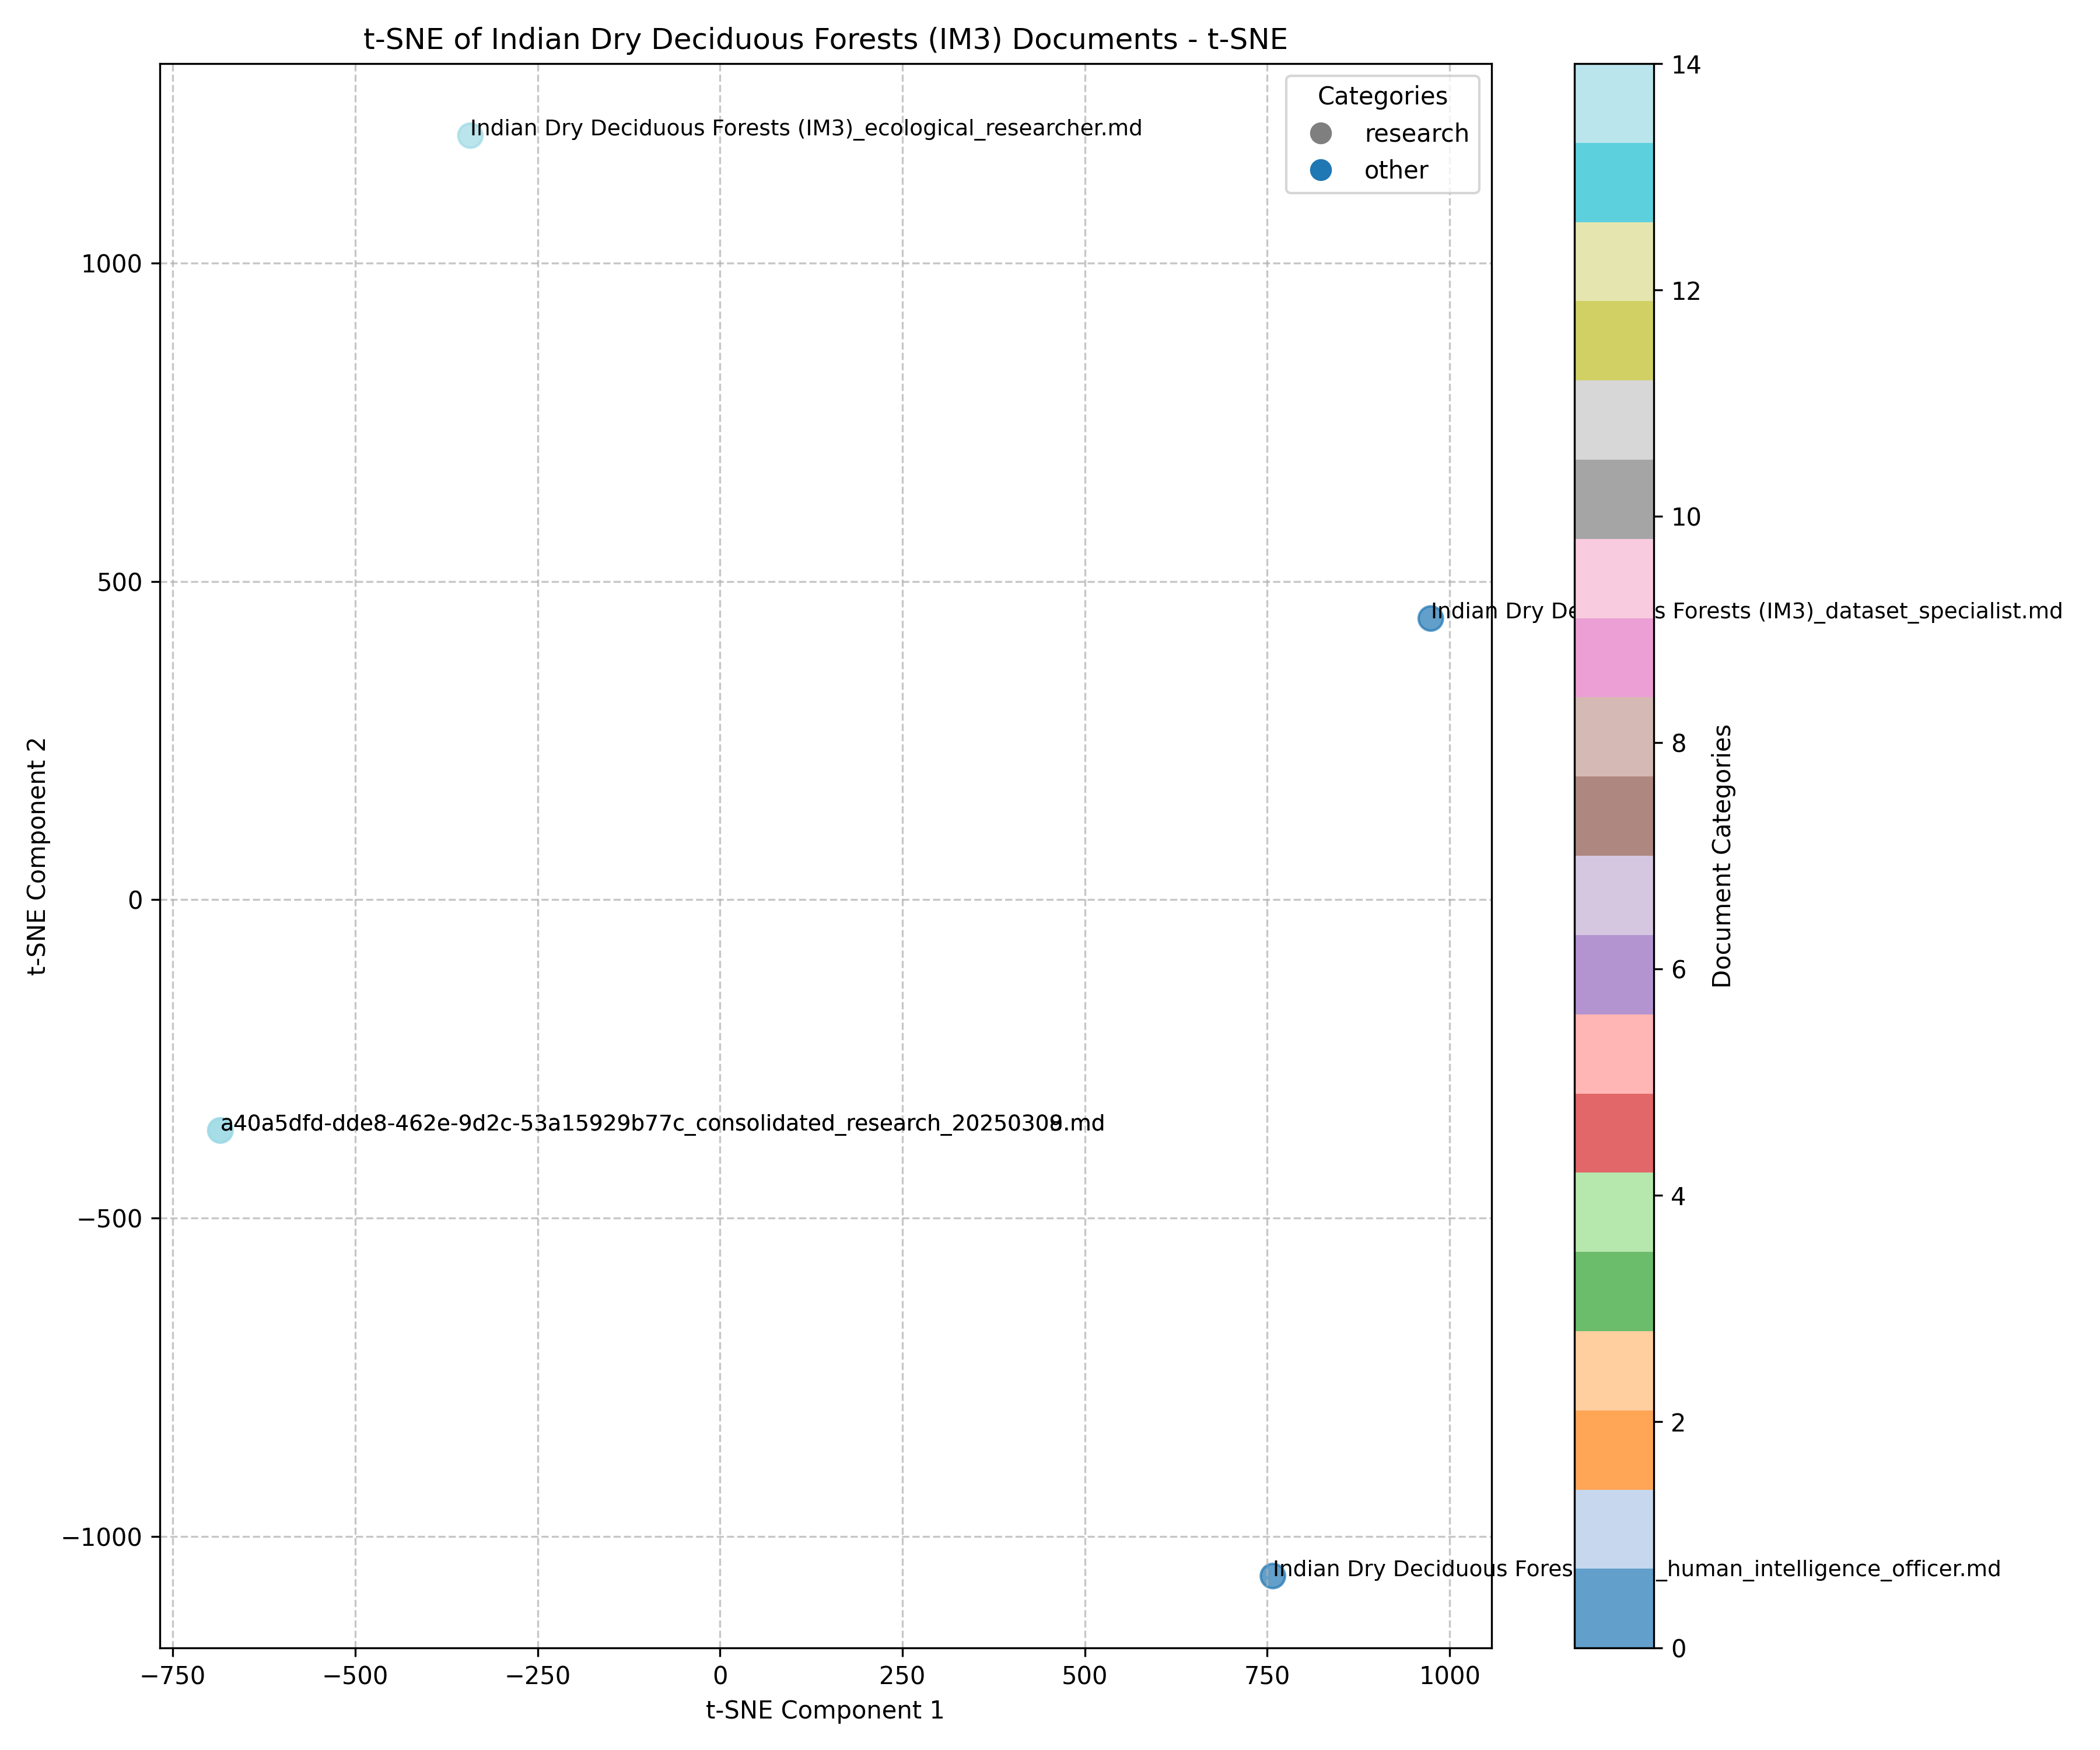 t-SNE of Indian Dry Deciduous Forests (IM3) Documents - t-SNE
Categories
research
other
Indian Dry Deciduous Forests (IM3)_ecological_researcher.md
Indian Dry De s Forests (IM3)_dataset_specialist.md
a40a5dfd-dde8-462e-9d2c-53a15929b77c_consolidated_research_
Indian Dry Deciduous Fores _human_intelligence_officer.md
1000
500
0
−500
−1000
t-SNE Component 2
−750
−500
−250
0
250
500
750
1000
t-SNE Component 1
14
12
10
8
6
4
2
0
Document Categories